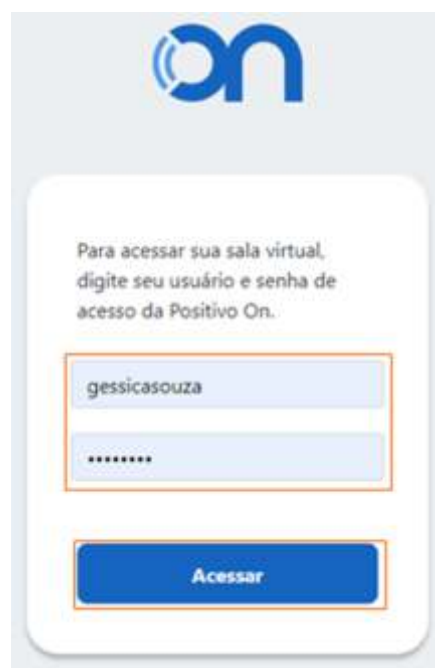 on
Para acessar sua sala virtual,
digite seu usuário e senha de
acesso da Positivo On.
gessicasouza
••••••••
Acessar